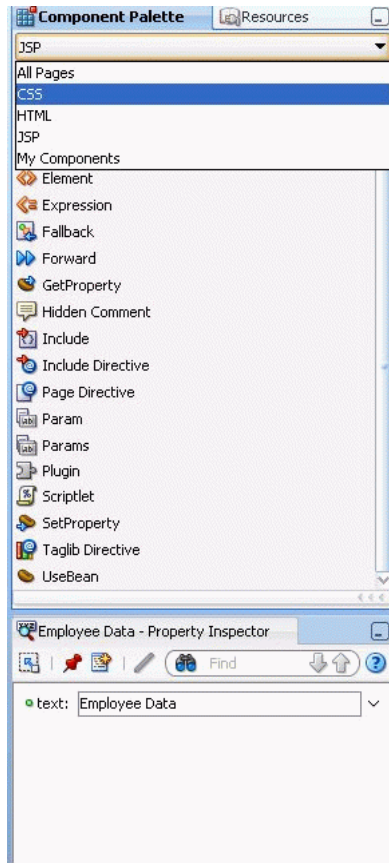 Component Palette Resources
JSP
All Pages
CSS
HTML
JSP
My Components
Element
Expression
Fallback
Forward
GetProperty
Hidden Comment
Include
Include Directive
Page Directive
Param
Params
Plugin
Scriptlet
SetProperty
Taglib Directive
UseBean
Employee Data - Property Inspector
Find
text: Employee Data